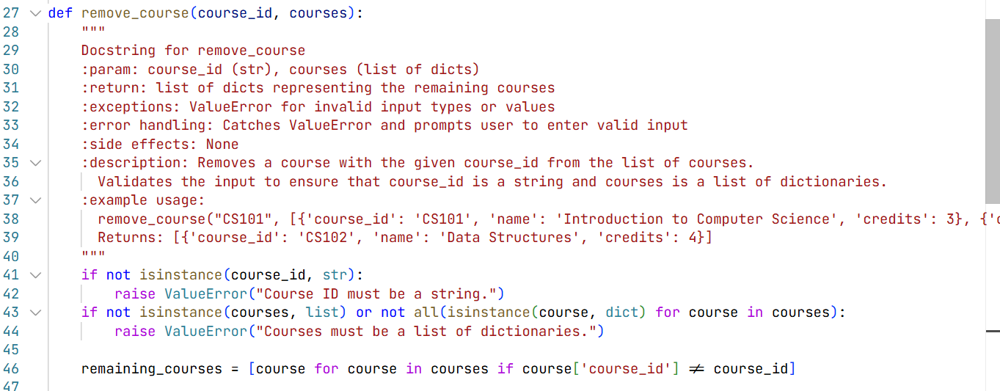 27 def remove_course(course_id, courses):
28 """
29 Docstring for remove_course
30 :param: course_id (str), courses (list of dicts)
31 :return: list of dicts representing the remaining courses
32 :exceptions: ValueError for invalid input types or values
33 :error handling: Catches ValueError and prompts user to enter valid input
34 :side effects: None
35 :description: Removes a course with the given course_id from the list of courses.
36 Validates the input to ensure that course_id is a string and courses is a list of dictionaries.
37 :example usage:
38 remove_course("CS101", [{'course_id': 'CS101', 'name': 'Introduction to Computer Science', 'credits': 3}, {'
39 Returns: [{'course_id': 'CS102', 'name': 'Data Structures', 'credits': 4}]
40 """
41 if not isinstance(course_id, str):
42 raise ValueError("Course ID must be a string.")
43 if not isinstance(courses, list) or not all(isinstance(course, dict) for course in courses):
44 raise ValueError("Courses must be a list of dictionaries.")
45
46 remaining_courses = [course for course in courses if course['course_id'] != course_id]
47